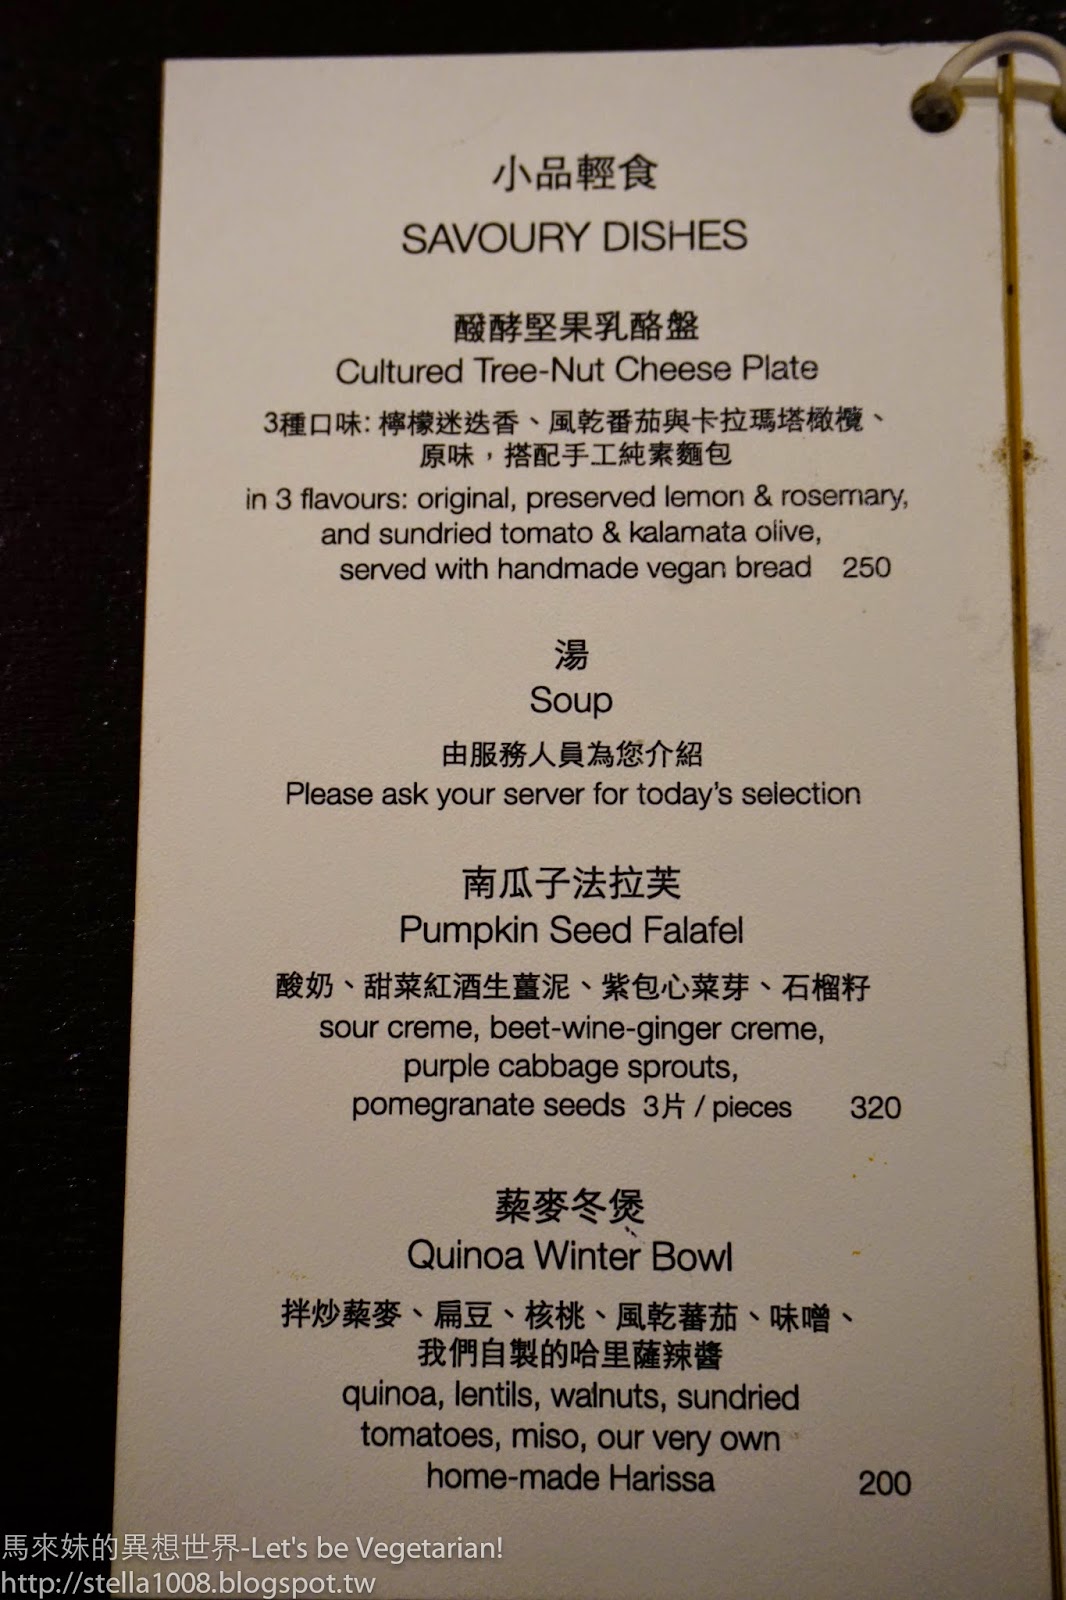 小品輕食
SAVOURY DISHES
醱酵堅果乳酪盤
Cultured Tree-Nut Cheese Plate
3種口味: 檸檬迷迭香、風乾番茄與卡拉瑪塔橄欖、
原味，搭配手工純素麵包
in 3 flavours: original, preserved lemon & rosemary,
and sundried tomato & kalamata olive,
served with handmade vegan bread 250
湯
Soup
由服務人員為您介紹
Please ask your server for today's selection
南瓜子法拉芙
Pumpkin Seed Falafel
酸奶、甜菜紅酒生薑泥、紫包心菜芽、石榴籽
sour creme, beet-wine-ginger creme,
purple cabbage sprouts,
pomegranate seeds 3片 / pieces 320
藜麥冬煲
Quinoa Winter Bowl
拌炒藜麥、扁豆、核桃、風乾蕃茄、味噌、
我們自製的哈里薩辣醬
quinoa, lentils, walnuts, sundried
tomatoes, miso, our very own
home-made Harissa 200
馬來妹的異想世界-Let's be Vegetarian!
http://stella1008.blogspot.tw